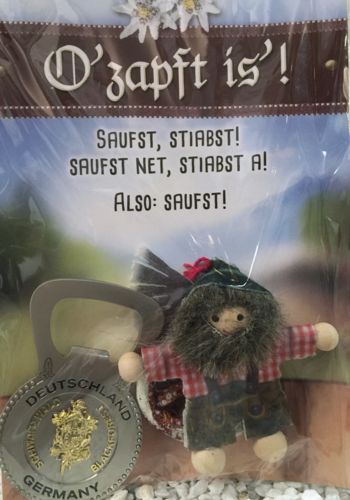 O'zapft is'!
SAUFST, STIABST!
SAUFST NET, STIABST A!
ALSO: SAUFST!
DEUTSCHLAND
GERMANY